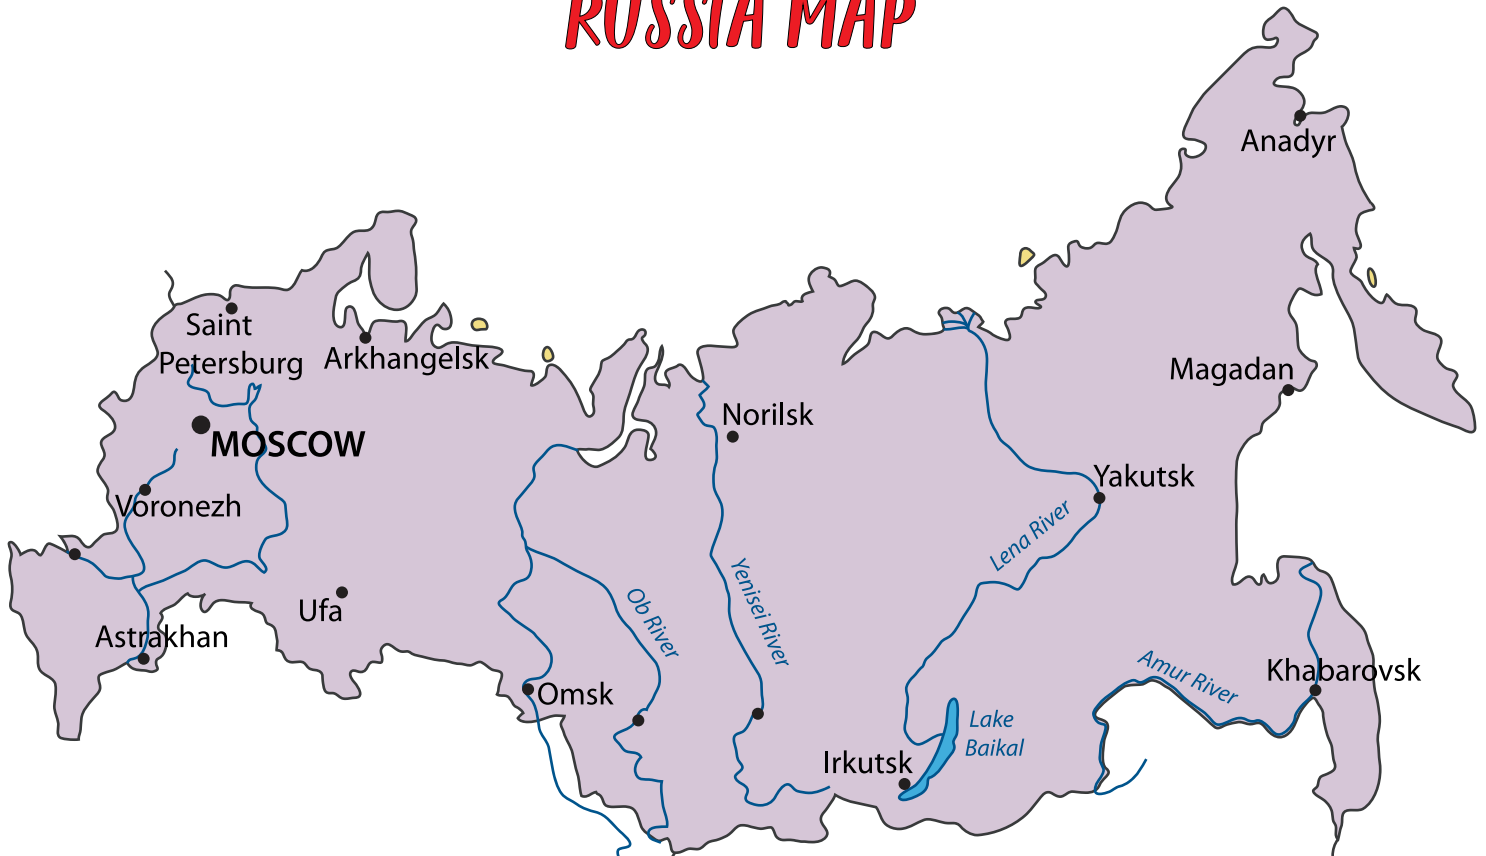 RUSSIA MAP
Anadyr
Saint
Petersburg
Arkhangelsk
Magadan
Norilsk
MOSCOW
Yakutsk
Voronezh
Lena River
Yenisei River
Ob River
Ufa
Astrakhan
Amur River
Khabarovsk
Omsk
Lake
Baikal
Irkutsk